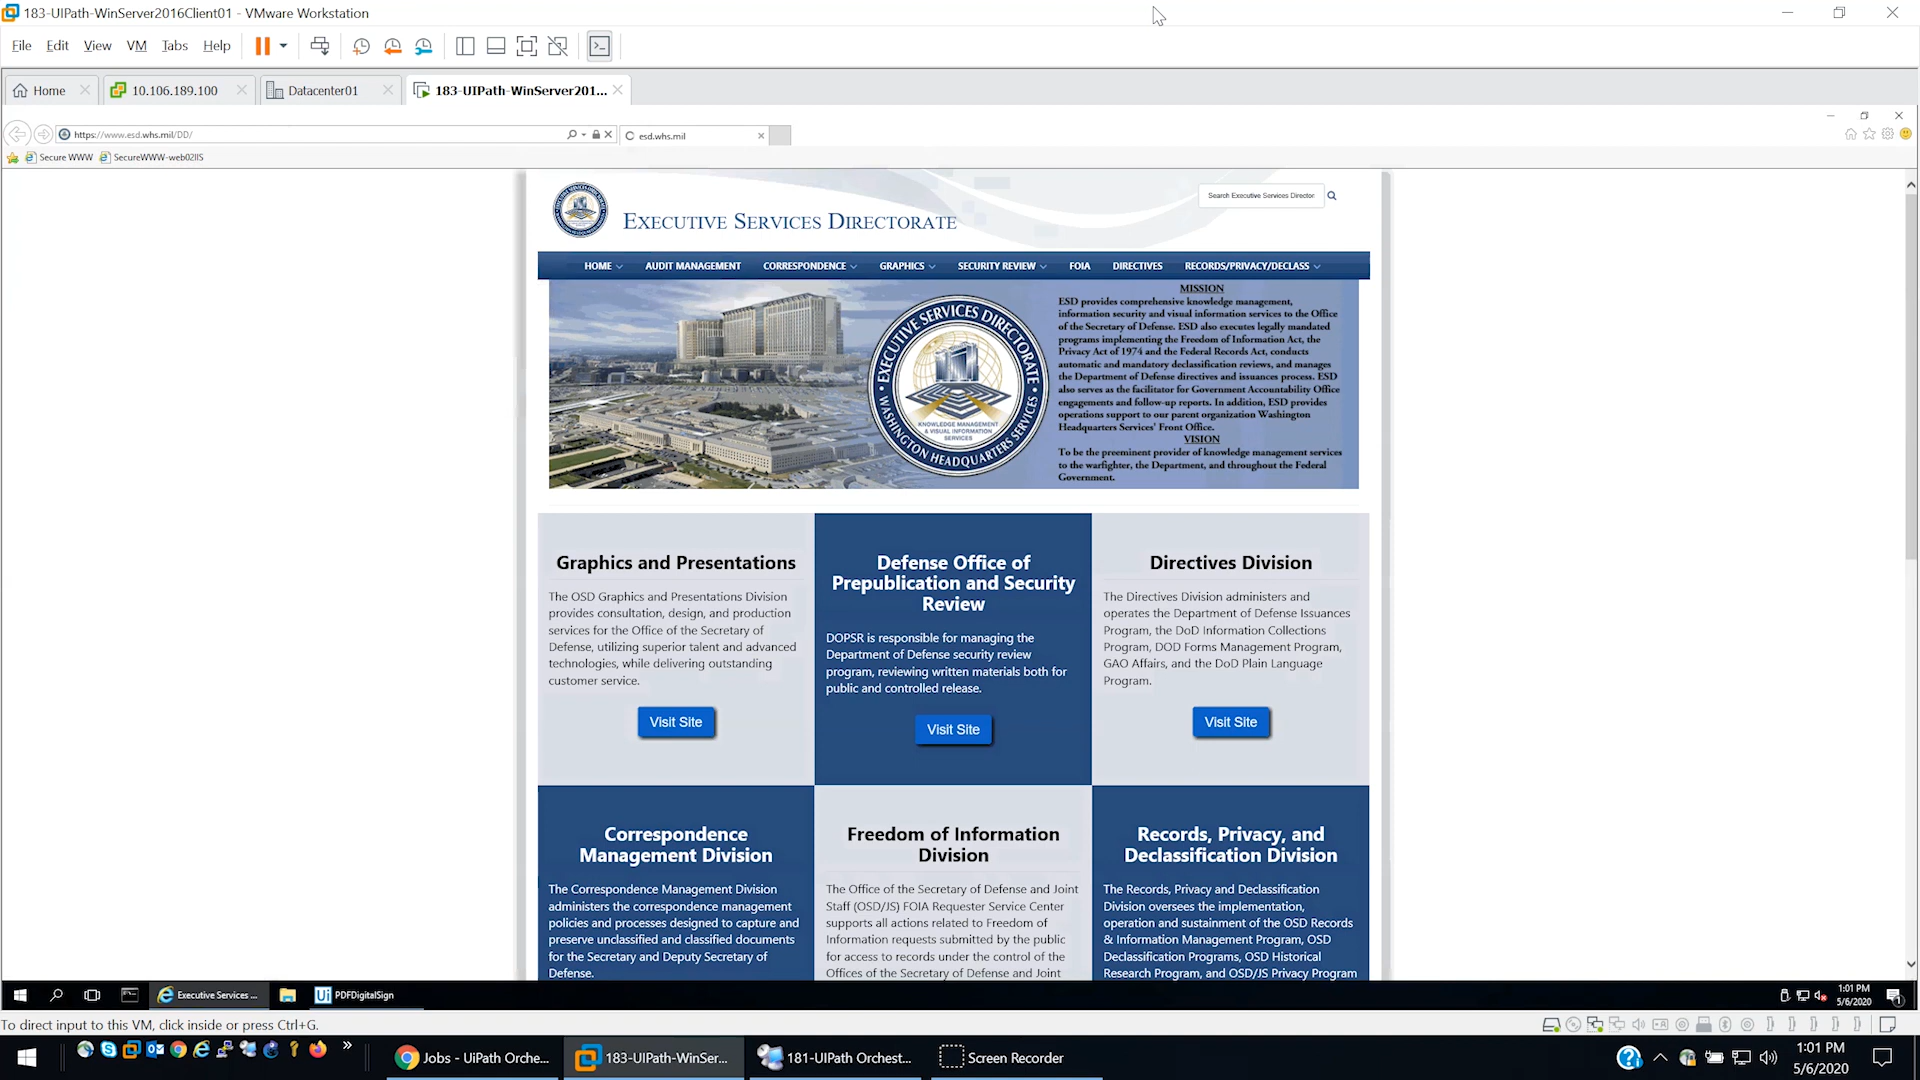 183-UIPath-WinServer2016Client01 - VMware Workstation
File Edit View VM Tabs Help
Home 10.106.189.100 Datacenter01 183-UIPath-WinServer201...
https://www.esd.whs.mil/DD/ esd.whs.mil
Secure WWW SecureWWW-web02IIS
Search Executive Services Director
EXECUTIVE SERVICES DIRECTORATE
HOME AUDIT MANAGEMENT CORRESPONDENCE GRAPHICS SECURITY REVIEW FOIA DIRECTIVES RECORDS/PRIVACY/DECLASS
EXECUTIVE SERVICES DIRECTORATE
KNOWLEDGE MANAGEMENT
& VISUAL INFORMATION
SERVICES
WASHINGTON HEADQUARTERS SERVICES
MISSION
ESD provides comprehensive knowledge management,
information security and visual information services to the Office
of the Secretary of Defense. ESD also executes legally mandated
programs implementing the Freedom of Information Act, the
Privacy Act of 1974 and the Federal Records Act, conducts
automatic and mandatory declassification reviews, and manages
the Department of Defense directives and issuances process. ESD
also serves as the facilitator for Government Accountability Office
engagements and follow-up reports. In addition, ESD provides
operations support to our parent organization Washington
Headquarters Services' Front Office.
VISION
To be the preeminent provider of knowledge management services
to the warfighter, the Department, and throughout the Federal
Government.
Graphics and Presentations
The OSD Graphics and Presentations Division
provides consultation, design, and production
services for the Office of the Secretary of
Defense, utilizing superior talent and advanced
technologies, while delivering outstanding
customer service.
Visit Site
Defense Office of
Prepublication and Security
Review
DOPSR is responsible for managing the
Department of Defense security review
program, reviewing written materials both for
public and controlled release.
Visit Site
Directives Division
The Directives Division administers and
operates the Department of Defense Issuances
Program, the DoD Information Collections
Program, DOD Forms Management Program,
GAO Affairs, and the DoD Plain Language
Program.
Visit Site
Correspondence
Management Division
The Correspondence Management Division
administers the correspondence management
policies and processes designed to capture and
preserve unclassified and classified documents
for the Secretary and Deputy Secretary of
Defense.
Freedom of Information
Division
The Office of the Secretary of Defense and Joint
Staff (OSD/JS) FOIA Requester Service Center
supports all actions related to Freedom of
Information requests submitted by the public
for access to records under the control of the
Offices of the Secretary of Defense and Joint
Records, Privacy, and
Declassification Division
The Records, Privacy and Declassification
Division oversees the implementation,
operation and sustainment of the OSD Records
& Information Management Program, OSD
Declassification Programs, OSD Historical
Research Program, and OSD/JS Privacy Program
Executive Services ... Ui PDFDigitalSign
1:01 PM
5/6/2020
To direct input to this VM, click inside or press Ctrl+G.
Jobs - UiPath Orche... 183-UIPath-WinSer... 181-UIPath Orchest... Screen Recorder
1:01 PM
5/6/2020